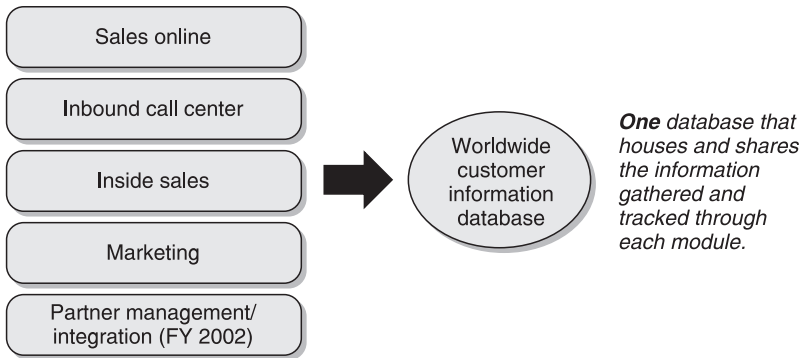 Sales online
Inbound call center
Inside sales
Marketing
Partner management/
integration (FY 2002)
Worldwide
customer
information
database
One database that
houses and shares
the information
gathered and
tracked through
each module.